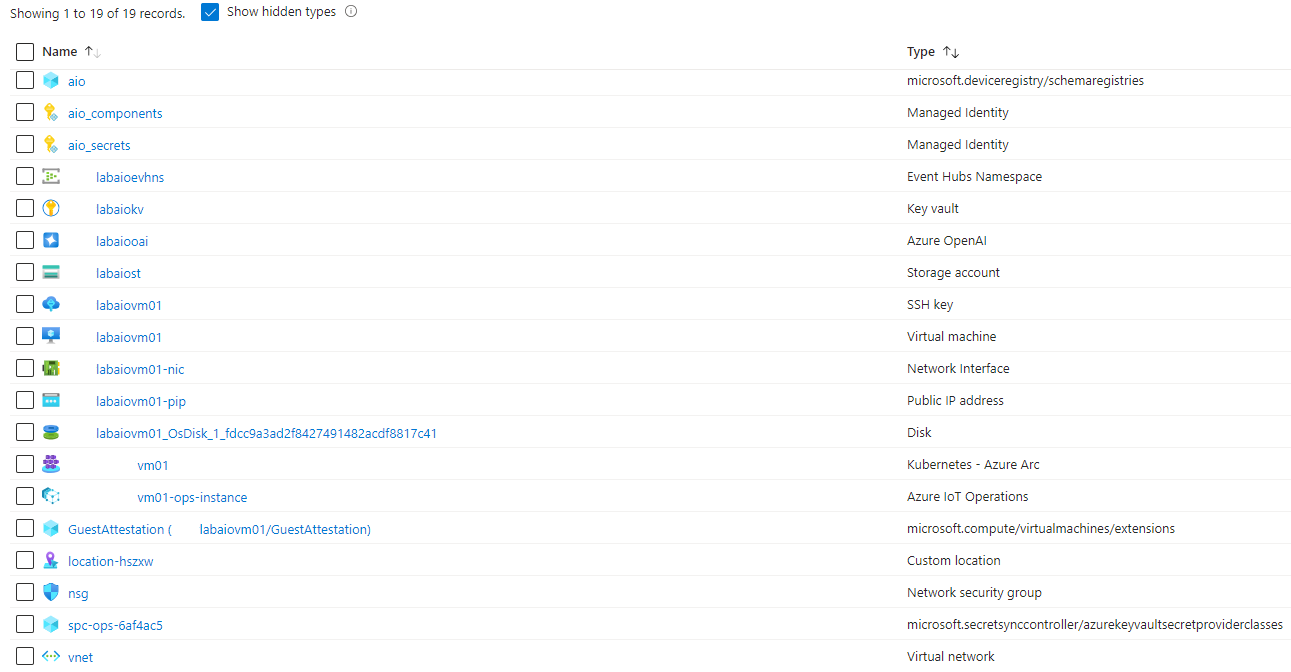 Showing 1 to 19 of 19 records. Show hidden types
Name Type
aio microsoft.deviceregistry/schemaregistries
aio_components Managed Identity
aio_secrets Managed Identity
labaioevhns Event Hubs Namespace
labaiokv Key vault
labaiooai Azure OpenAI
labaiost Storage account
labaiovm01 SSH key
labaiovm01 Virtual machine
labaiovm01-nic Network Interface
labaiovm01-pip Public IP address
labaiovm01_OsDisk_1_fdcc9a3ad2f8427491482acdf8817c41 Disk
vm01 Kubernetes - Azure Arc
vm01-ops-instance Azure IoT Operations
GuestAttestation ( labaiovm01/GuestAttestation) microsoft.compute/virtualmachines/extensions
location-hszxw Custom location
nsg Network security group
spc-ops-6af4ac5 microsoft.secretsynccontroller/azurekeyvaultsecretproviderclasses
vnet Virtual network